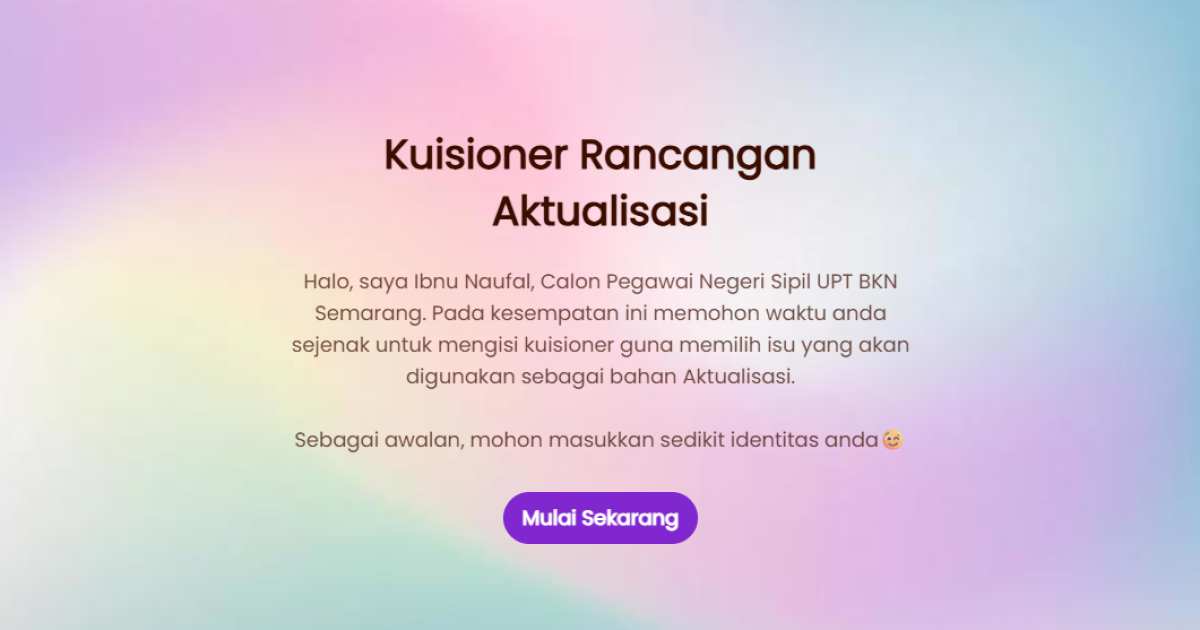 Kuisioner Rancangan
Aktualisasi
Halo, saya Ibnu Naufal, Calon Pegawai Negeri Sipil UPT BKN
Semarang. Pada kesempatan ini memohon waktu anda
sejenak untuk mengisi kuisioner guna memilih isu yang akan
digunakan sebagai bahan Aktualisasi.
Sebagai awalan, mohon masukkan sedikit identitas anda🥹
Mulai Sekarang